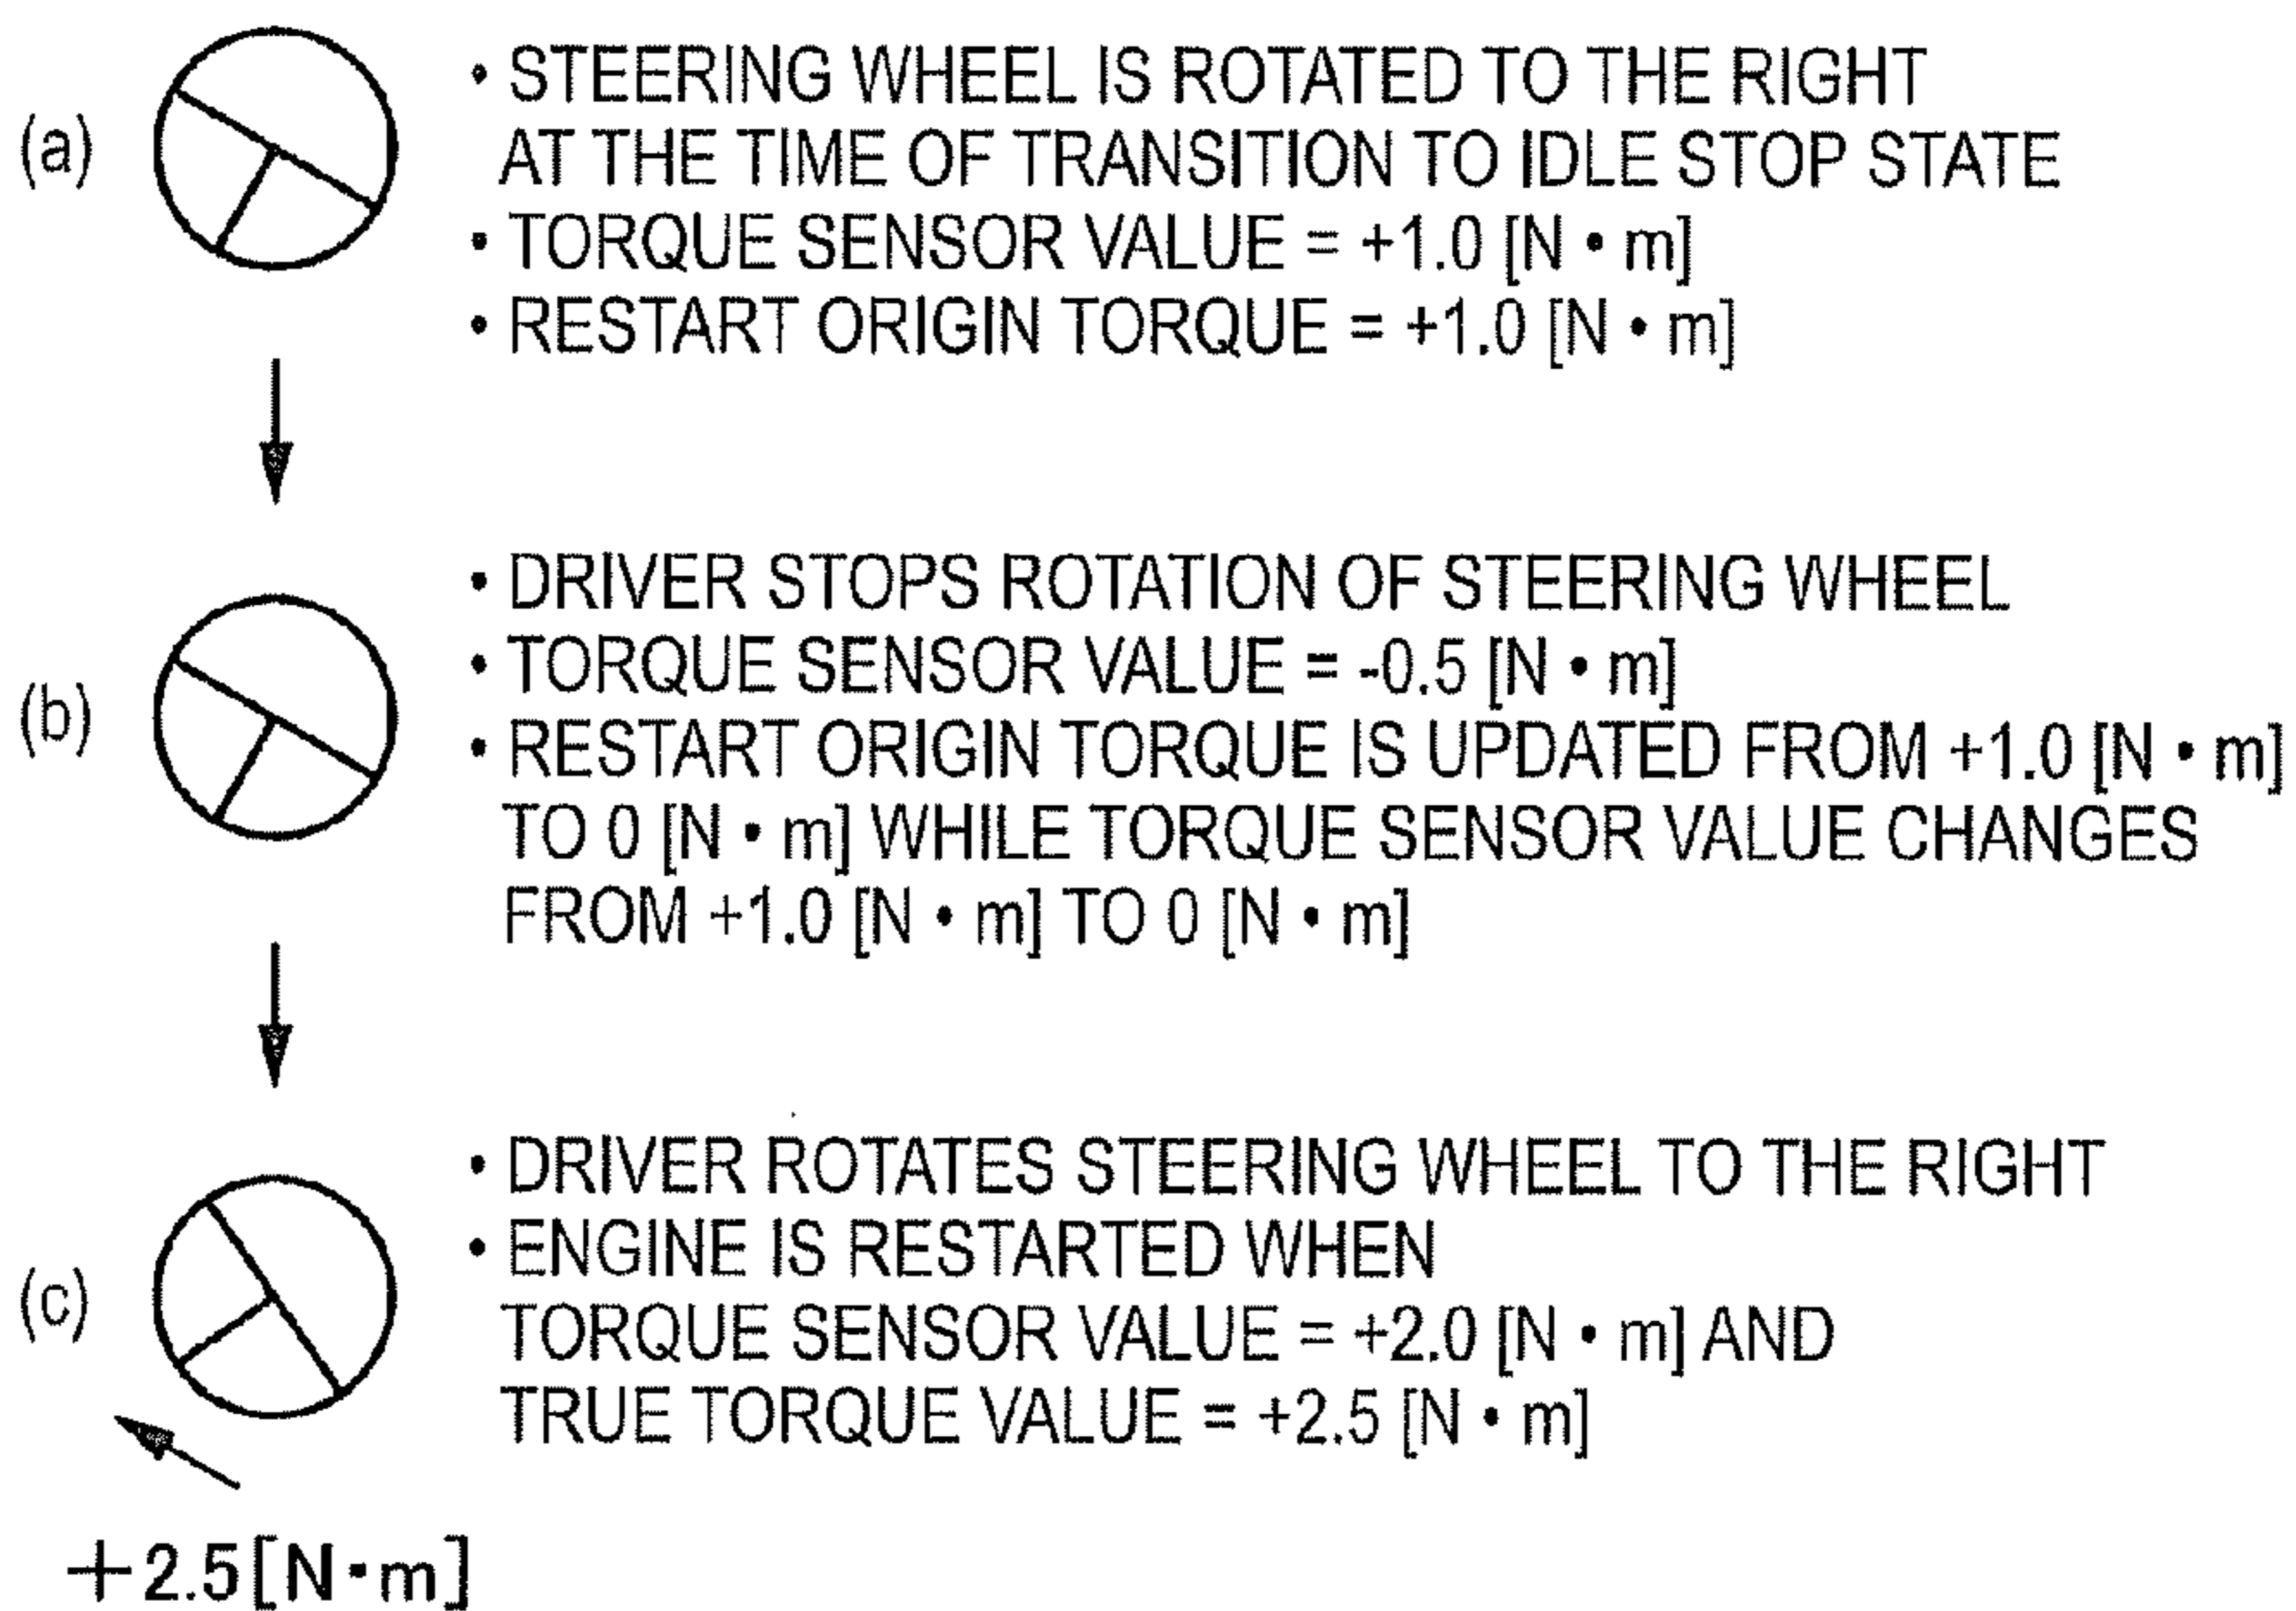 (a)
• STEERING WHEEL IS ROTATED TO THE RIGHT
AT THE TIME OF TRANSITION TO IDLE STOP STATE
• TORQUE SENSOR VALUE = +1.0 [N • m]
• RESTART ORIGIN TORQUE = +1.0 [N • m]
(b)
• DRIVER STOPS ROTATION OF STEERING WHEEL
• TORQUE SENSOR VALUE = -0.5 [N • m]
• RESTART ORIGIN TORQUE IS UPDATED FROM +1.0 [N • m]
TO 0 [N • m] WHILE TORQUE SENSOR VALUE CHANGES
FROM +1.0 [N • m] TO 0 [N • m]
(c)
• DRIVER ROTATES STEERING WHEEL TO THE RIGHT
• ENGINE IS RESTARTED WHEN
TORQUE SENSOR VALUE = +2.0 [N • m] AND
TRUE TORQUE VALUE = +2.5 [N • m]
+2.5[N•m]